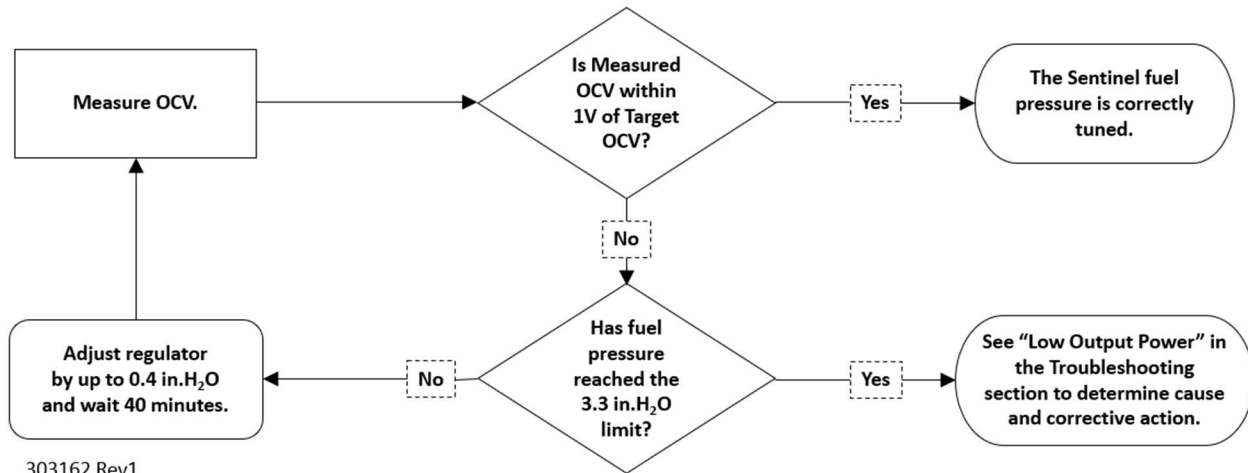 Measure OCV.
Is Measured
OCV within
1V of Target
OCV?
Yes
The Sentinel fuel
pressure is correctly
tuned.
No
Adjust regulator
by up to 0.4 in.H₂O
and wait 40 minutes.
No
Has fuel
pressure
reached the
3.3 in.H₂O
limit?
Yes
See “Low Output Power” in
the Troubleshooting
section to determine cause
and corrective action.
303162 Rev1